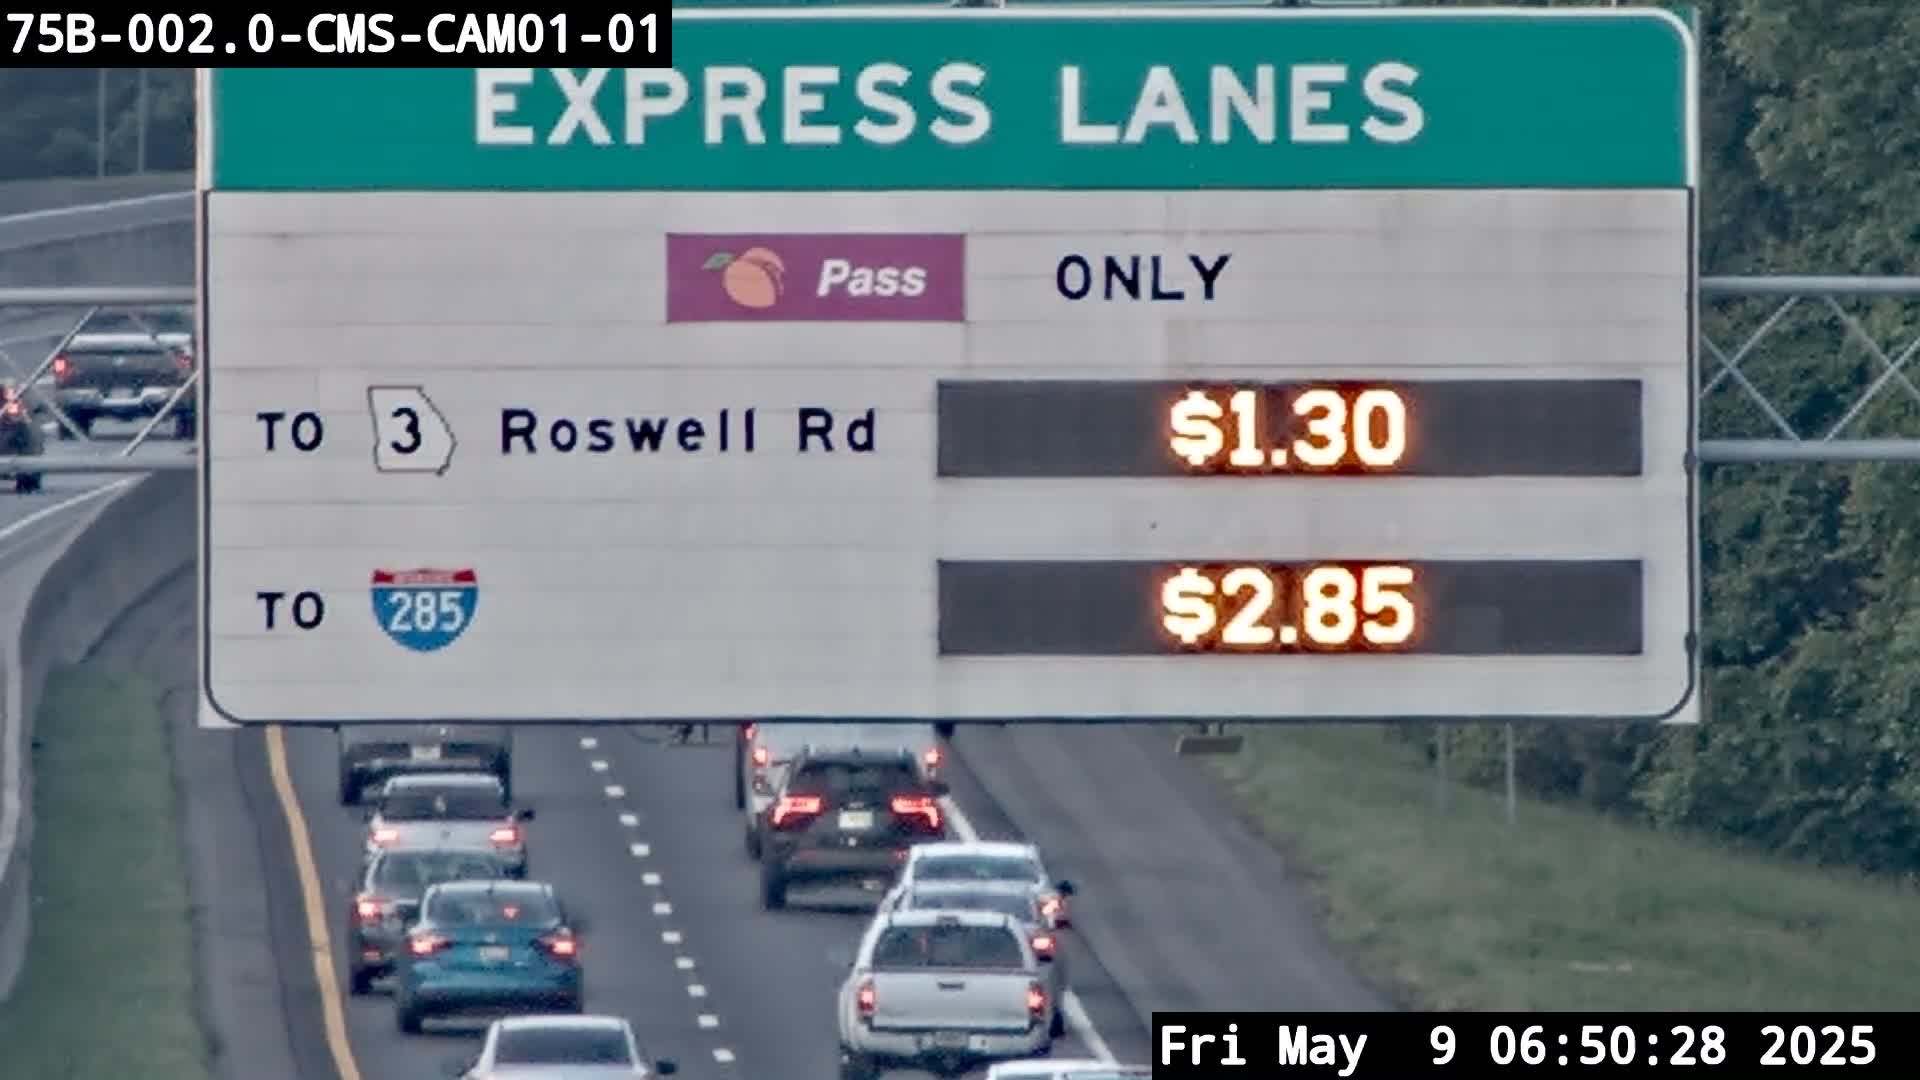 75B-002.0-CMS-CAM01-01
EXPRESS LANES
Pass ONLY
TO 3 Roswell Rd $1.30
TO 285 $2.85
Fri May 9 06:50:28 2025